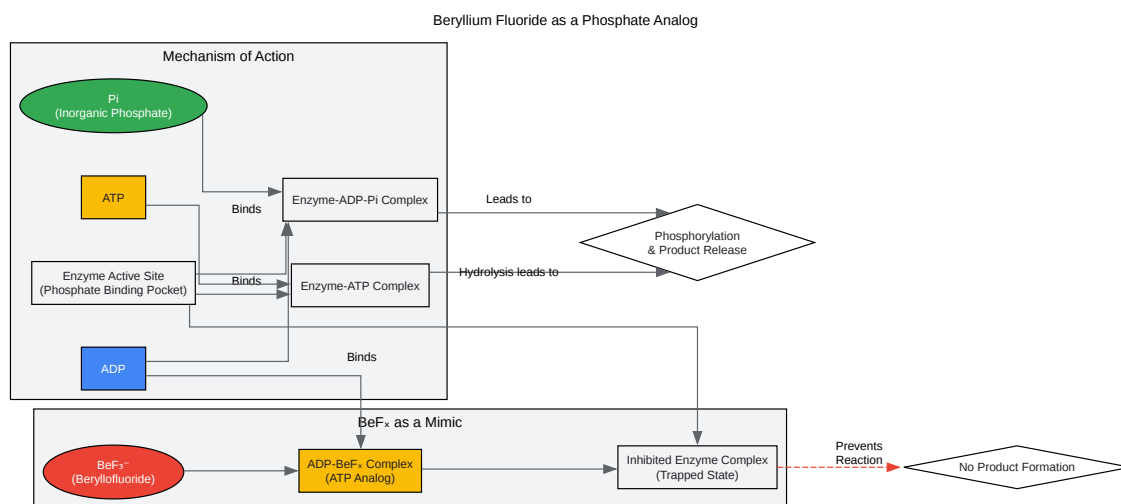 Beryllium Fluoride as a Phosphate Analog
Mechanism of Action
Pi
(Inorganic Phosphate)
ATP
Binds
Enzyme-ADP-Pi Complex
Leads to
Phosphorylation
& Product Release
Enzyme Active Site
(Phosphate Binding Pocket)
Binds
Enzyme-ATP Complex
Hydrolysis leads to
ADP
Binds
BeFₓ as a Mimic
BeF₃⁻
(Beryllofluoride)
ADP-BeFₓ Complex
(ATP Analog)
Inhibited Enzyme Complex
(Trapped State)
Prevents
Reaction
No Product Formation